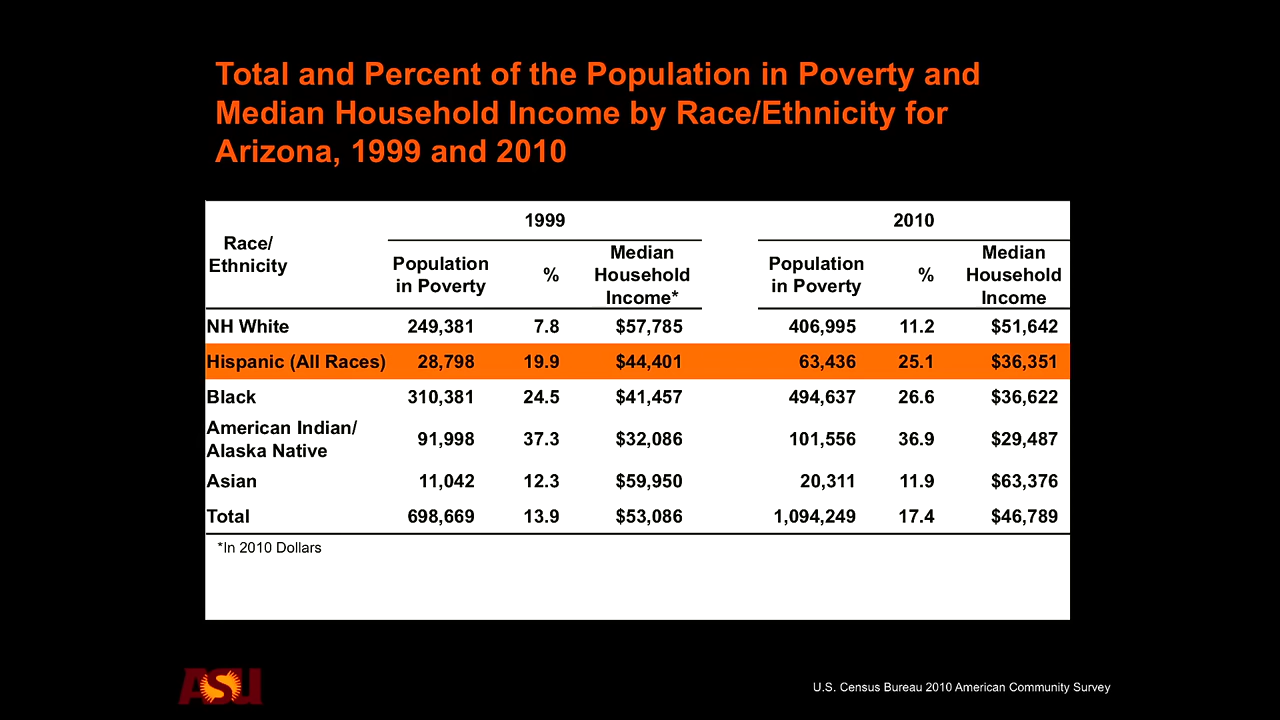 Total and Percent of the Population in Poverty and
Median Household Income by Race/Ethnicity for
Arizona, 1999 and 2010
1999 2010
Race/
Ethnicity
Population
in Poverty
%
Median
Household
Income*
Population
in Poverty
%
Median
Household
Income
NH White 249,381 7.8 $57,785 406,995 11.2 $51,642
Hispanic (All Races) 28,798 19.9 $44,401 63,436 25.1 $36,351
Black 310,381 24.5 $41,457 494,637 26.6 $36,622
American Indian/
Alaska Native 91,998 37.3 $32,086 101,556 36.9 $29,487
Asian 11,042 12.3 $59,950 20,311 11.9 $63,376
Total 698,669 13.9 $53,086 1,094,249 17.4 $46,789
*In 2010 Dollars
ASU
U.S. Census Bureau 2010 American Community Survey